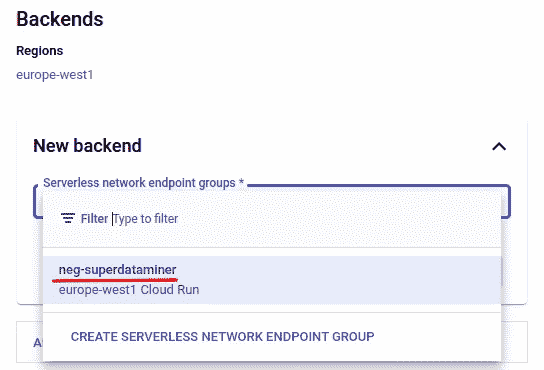 Backends
Regions
europe-west1
New backend
Serverless network endpoint groups *
Filter Type to filter
neg-superdataminer
europe-west1 Cloud Run
CREATE SERVERLESS NETWORK ENDPOINT GROUP